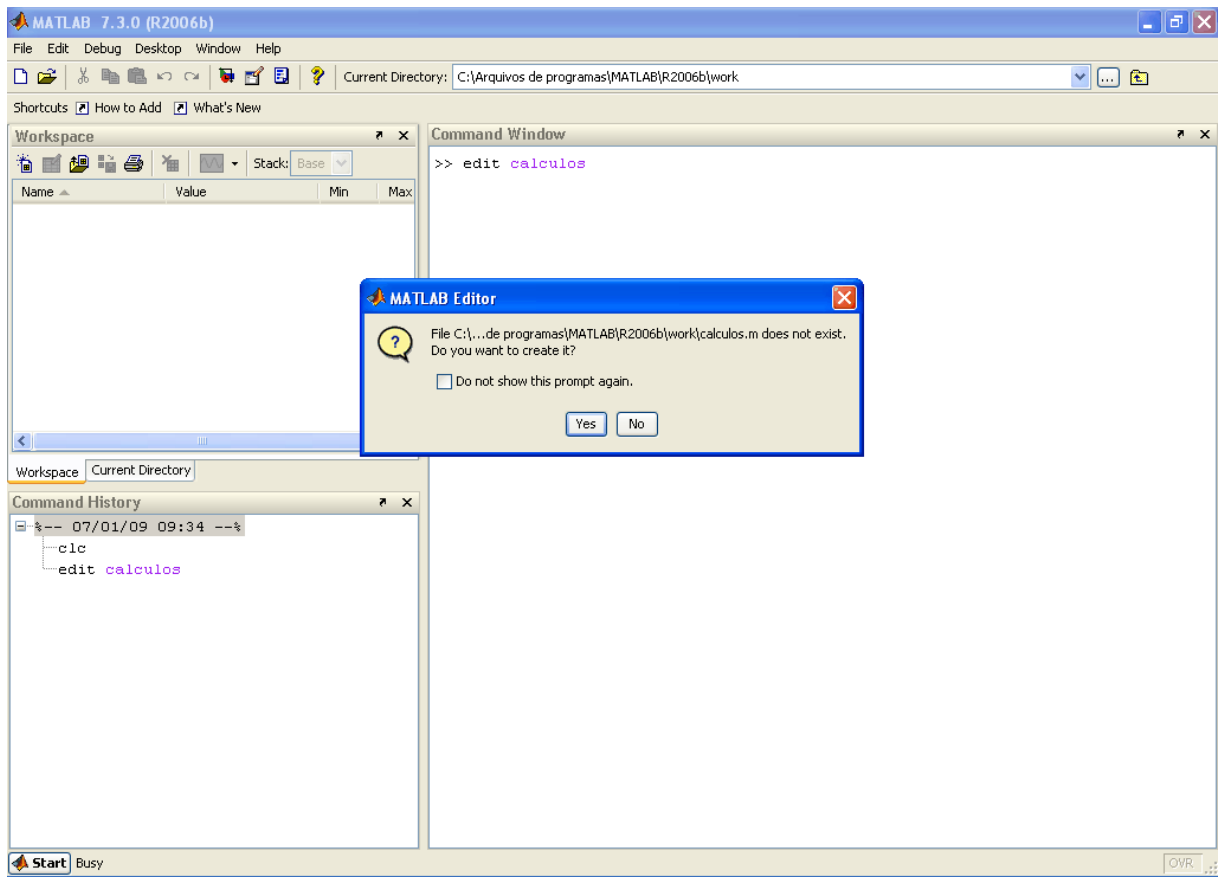 MATLAB 7.3.0 (R2006b)
File Edit Debug Desktop Window Help
Current Directory: C:\Arquivos de programas\MATLAB\R2006b\work
Shortcuts How to Add What's New
Workspace
Stack: Base
Name Value Min Max
Workspace Current Directory
Command History
%-- 07/01/09 09:34 --%
clc
edit calculos
Command Window
>> edit calculos
MATLAB Editor
File C:\...de programas\MATLAB\R2006b\work\calculos.m does not exist.
Do you want to create it?
Do not show this prompt again.
Yes No
Start Busy
OVR